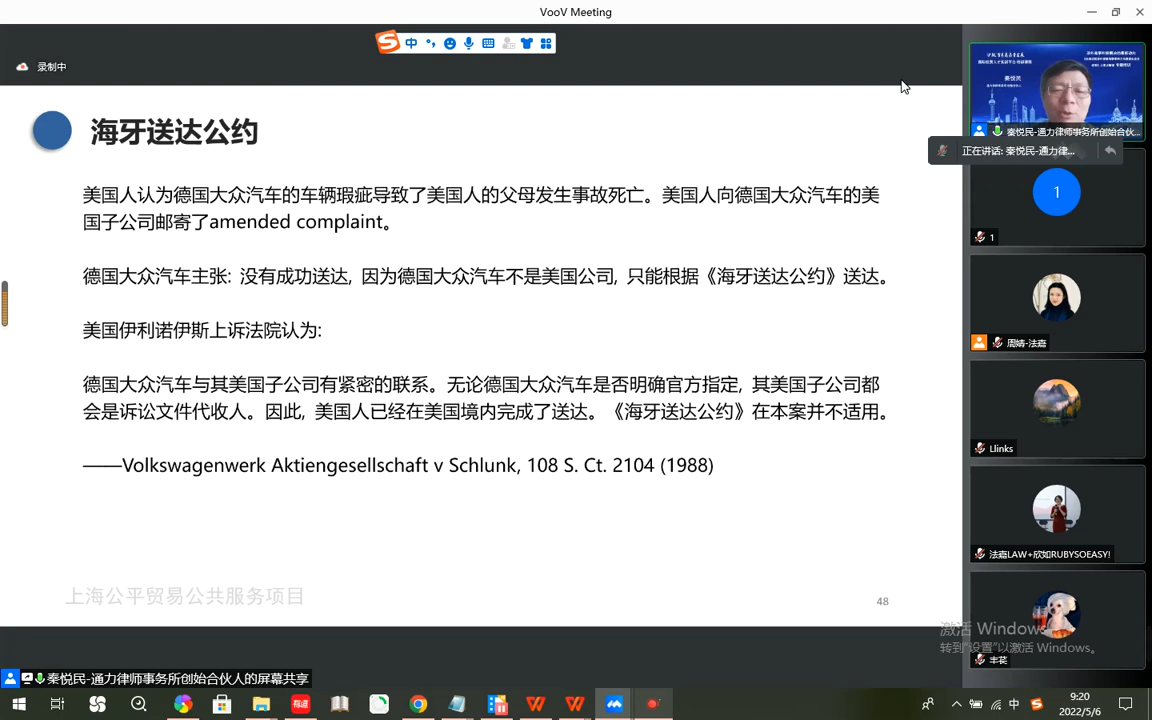 VooV Meeting
中
录制中
海牙送达公约
美国人认为德国大众汽车的车辆瑕疵导致了美国人的父母发生事故死亡。美国人向德国大众汽车的美
国子公司邮寄了amended complaint。
德国大众汽车主张: 没有成功送达, 因为德国大众汽车不是美国公司, 只能根据《海牙送达公约》送达。
美国伊利诺伊斯上诉法院认为:
德国大众汽车与其美国子公司有紧密的联系。无论德国大众汽车是否明确官方指定, 其美国子公司都
会是诉讼文件代收人。因此, 美国人已经在美国境内完成了送达。《海牙送达公约》在本案并不适用。
——Volkswagenwerk Aktiengesellschaft v Schlunk, 108 S. Ct. 2104 (1988)
上海公平贸易公共服务项目
48
秦悦民
秦悦民-通力律师事务所创始合伙...
正在讲话: 秦悦民-通力律...
1
1
周婧-法嘉
Llinks
法嘉LAW+欣如RUBYSOEASY!
激活 Windows
转到"设置"以激活 Windows。
秦悦民-通力律师事务所创始合伙人的屏幕共享
有道
中
9:20
2022/5/6